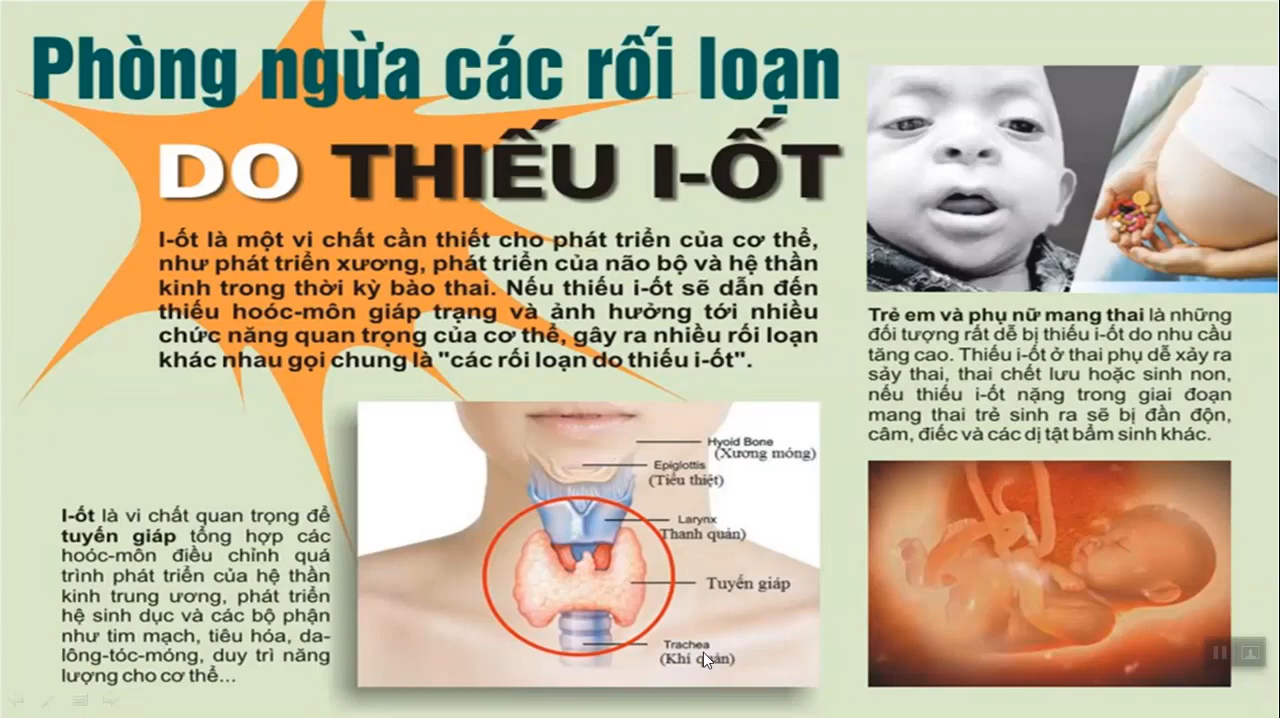 Phòng ngừa các rối loạn
DO THIẾU I-ỐT
I-ốt là một vi chất cần thiết cho phát triển của cơ thể,
như phát triển xương, phát triển của não bộ và hệ thần
kinh trong thời kỳ bào thai. Nếu thiếu i-ốt sẽ dẫn đến
thiếu hoóc-môn giáp trạng và ảnh hưởng tới nhiều
chức năng quan trọng của cơ thể, gây ra nhiều rối loạn
khác nhau gọi chung là "các rối loạn do thiếu i-ốt".
Trẻ em và phụ nữ mang thai là những
đối tượng rất dễ bị thiếu i-ốt do nhu cầu
tăng cao. Thiếu i-ốt ở thai phụ dễ xảy ra
sảy thai, thai chết lưu hoặc sinh non,
nếu thiếu i-ốt nặng trong giai đoạn
mang thai trẻ sinh ra sẽ bị đần độn,
câm, điếc và các dị tật bẩm sinh khác.
I-ốt là vi chất quan trọng để
tuyến giáp tổng hợp các
hoóc-môn điều chỉnh quá
trình phát triển của hệ thần
kinh trung ương, phát triển
hệ sinh dục và các bộ phận
như tim mạch, tiêu hóa, da-
lông-tóc-móng, duy trì năng
lượng cho cơ thể...
Hyoid Bone
(Xương móng)
Epiglottis
(Tiểu thiệt)
Larynx
Thanh quản)
Tuyến giáp
Trachea
(Khí quản)